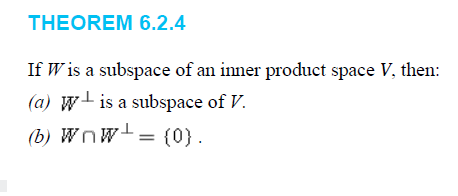 THEOREM 6.2.4
If W is a subspace of an inner product space V, then:
(a) W⊥ is a subspace of V.
(b) W ∩ W⊥ = {0} .